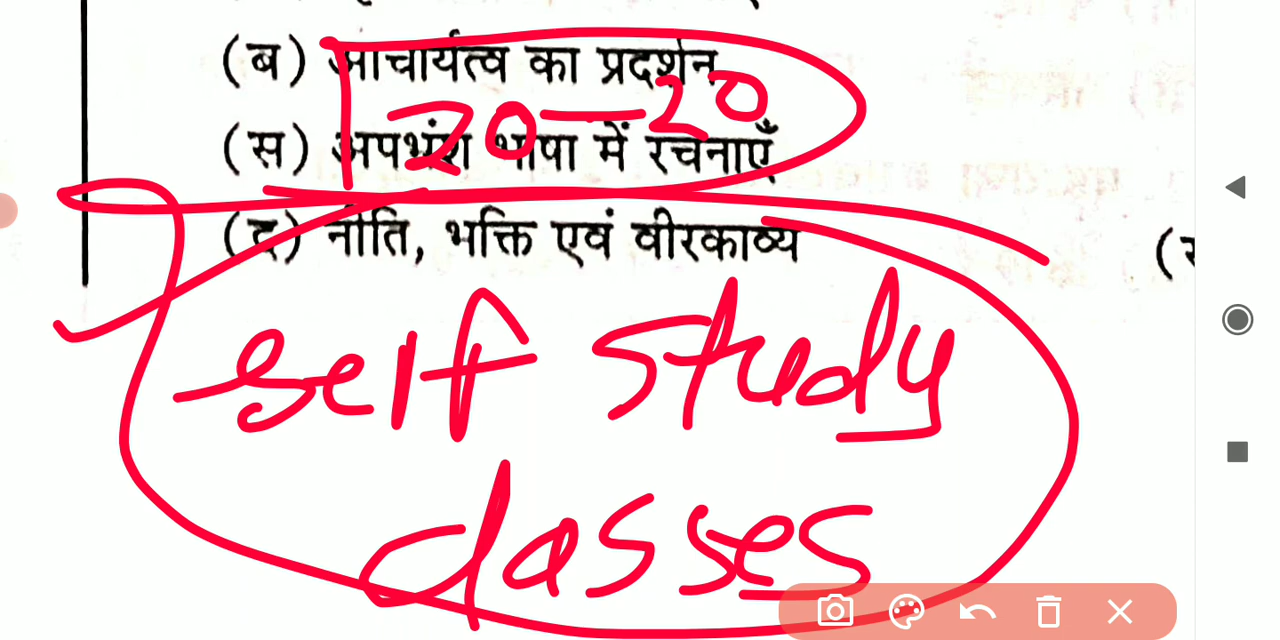 (ब) आचार्यत्व का प्रदर्शन
20 — 20
(स) अपभ्रंश भाषा में रचनाएँ
(द) नीति, भक्ति एवं वीरकाव्य
self study
classes